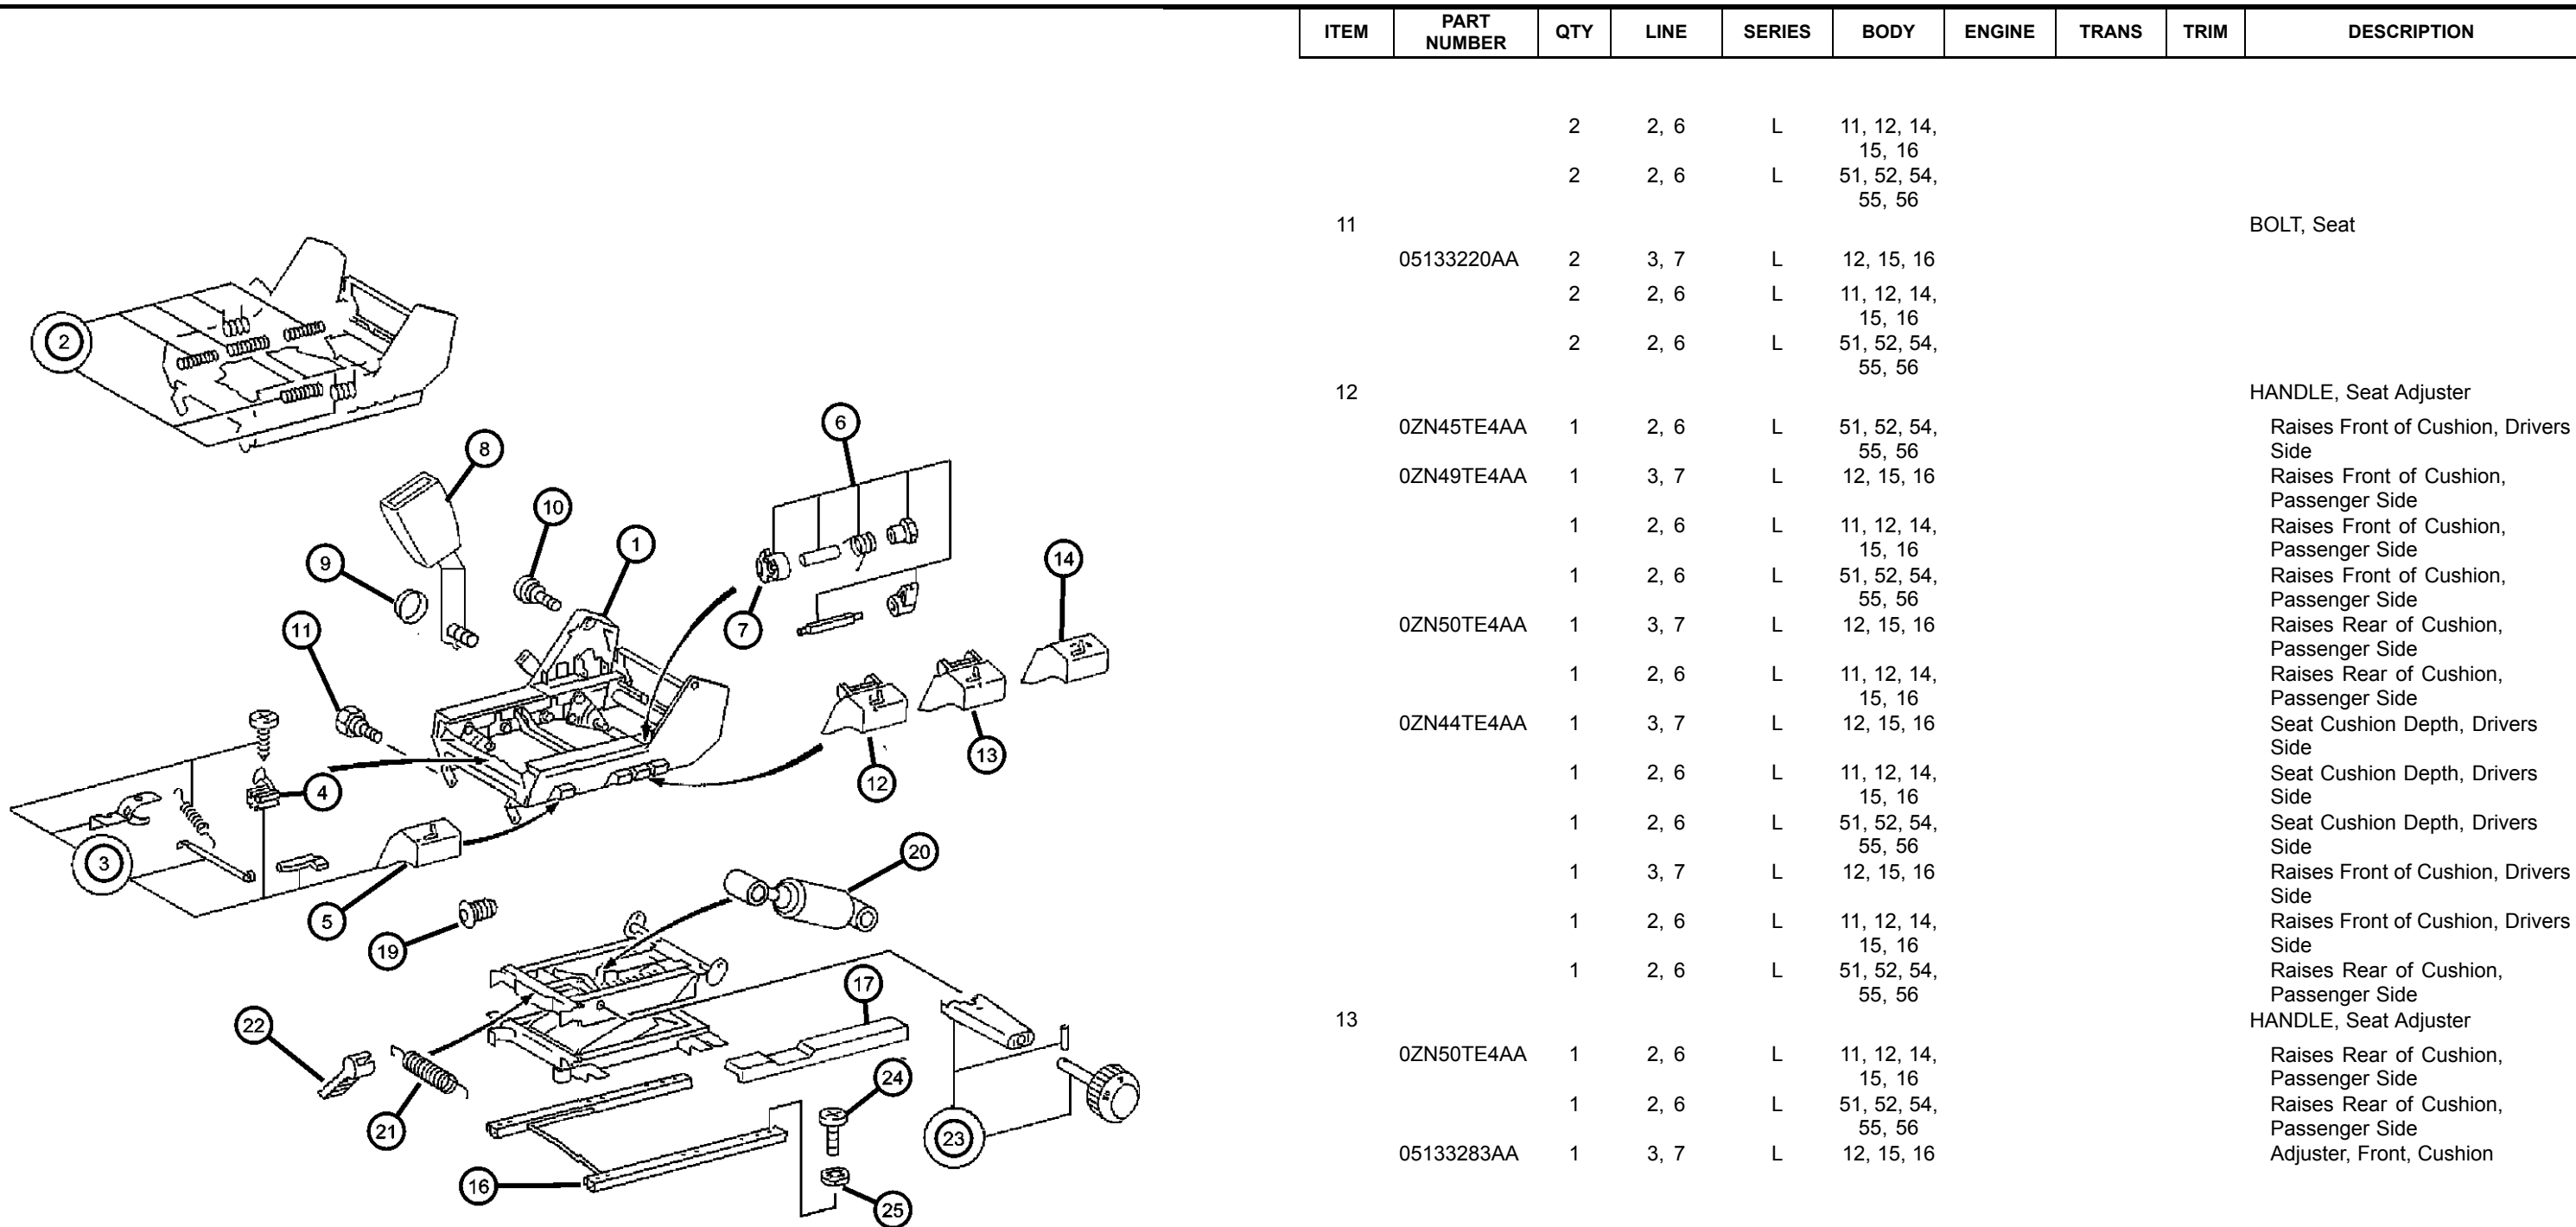 ITEM PART NUMBER QTY LINE SERIES BODY ENGINE TRANS TRIM DESCRIPTION
2 2, 6 L 11, 12, 14,
15, 16
2 2, 6 L 51, 52, 54,
55, 56
11 BOLT, Seat
05133220AA 2 3, 7 L 12, 15, 16
2 2, 6 L 11, 12, 14,
15, 16
2 2, 6 L 51, 52, 54,
55, 56
12 HANDLE, Seat Adjuster
0ZN45TE4AA 1 2, 6 L 51, 52, 54, Raises Front of Cushion, Drivers
55, 56 Side
0ZN49TE4AA 1 3, 7 L 12, 15, 16 Raises Front of Cushion,
Passenger Side
1 2, 6 L 11, 12, 14, Raises Front of Cushion,
15, 16 Passenger Side
1 2, 6 L 51, 52, 54, Raises Front of Cushion,
55, 56 Passenger Side
0ZN50TE4AA 1 3, 7 L 12, 15, 16 Raises Rear of Cushion,
Passenger Side
1 2, 6 L 11, 12, 14, Raises Rear of Cushion,
15, 16 Passenger Side
0ZN44TE4AA 1 3, 7 L 12, 15, 16 Seat Cushion Depth, Drivers
Side
1 2, 6 L 11, 12, 14, Seat Cushion Depth, Drivers
15, 16 Side
1 2, 6 L 51, 52, 54, Seat Cushion Depth, Drivers
55, 56 Side
1 3, 7 L 12, 15, 16 Raises Front of Cushion, Drivers
Side
1 2, 6 L 11, 12, 14, Raises Front of Cushion, Drivers
15, 16 Side
1 2, 6 L 51, 52, 54, Raises Rear of Cushion,
55, 56 Passenger Side
13 HANDLE, Seat Adjuster
0ZN50TE4AA 1 2, 6 L 11, 12, 14, Raises Rear of Cushion,
15, 16 Passenger Side
1 2, 6 L 51, 52, 54, Raises Rear of Cushion,
55, 56 Passenger Side
05133283AA 1 3, 7 L 12, 15, 16 Adjuster, Front, Cushion
2
6
8
10
1
14
9
11
7
13
12
4
3
20
5
19
17
22
24
21
23
16
25